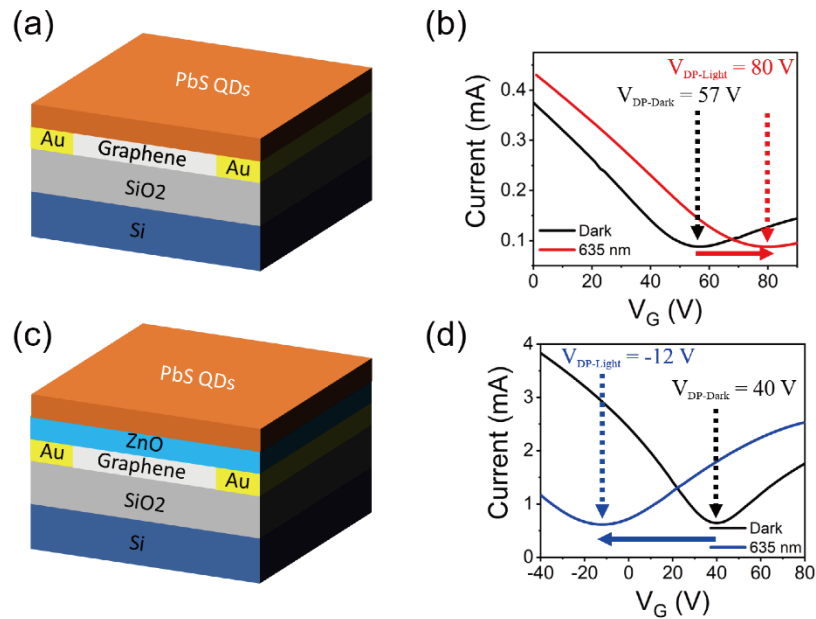 (a)
PbS QDs
Au
Graphene
Au
SiO2
Si
(b)
V_DP-Light = 80 V
V_DP-Dark = 57 V
0.4
0.3
0.2
0.1
Current (mA)
Dark
635 nm
0 20 40 60 80
V_G (V)
(c)
PbS QDs
ZnO
Au
Graphene
Au
SiO2
Si
(d)
V_DP-Light = -12 V
V_DP-Dark = 40 V
4
3
2
1
0
Current (mA)
Dark
635 nm
-40 -20 0 20 40 60 80
V_G (V)